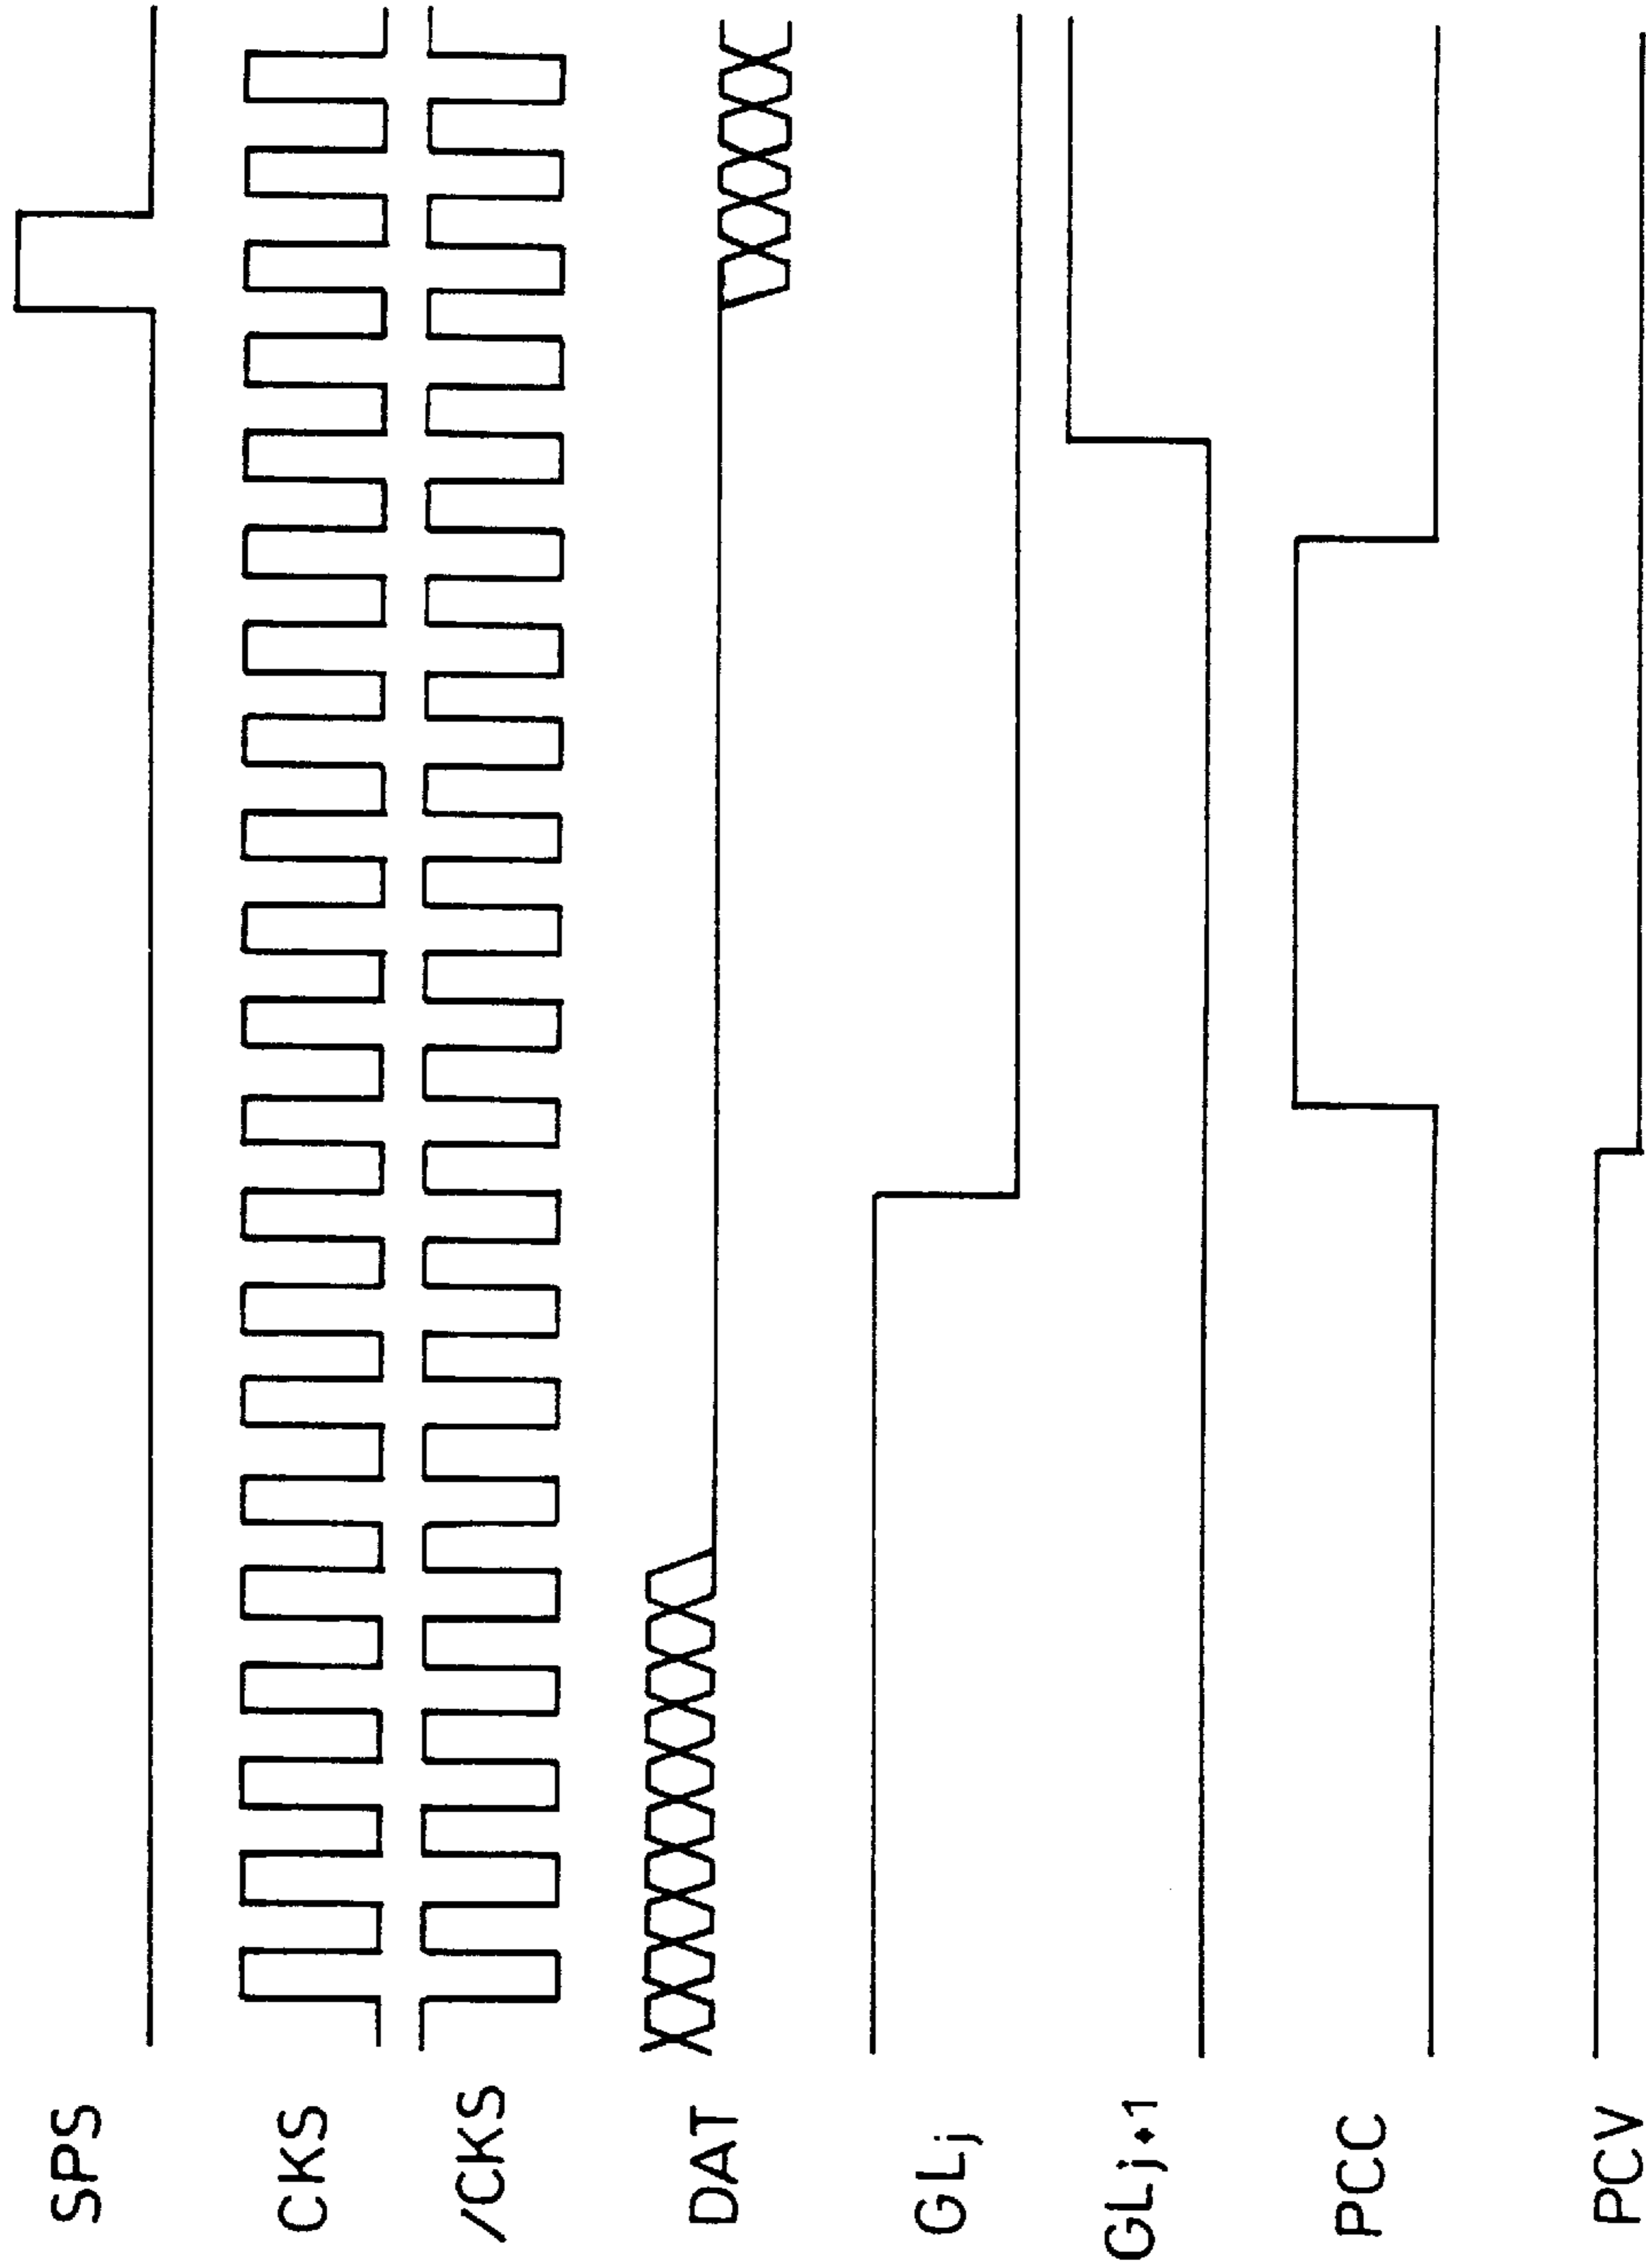 SPS
CKS
/CKS
DAT
GLj
GLj+1
PCC
PCV